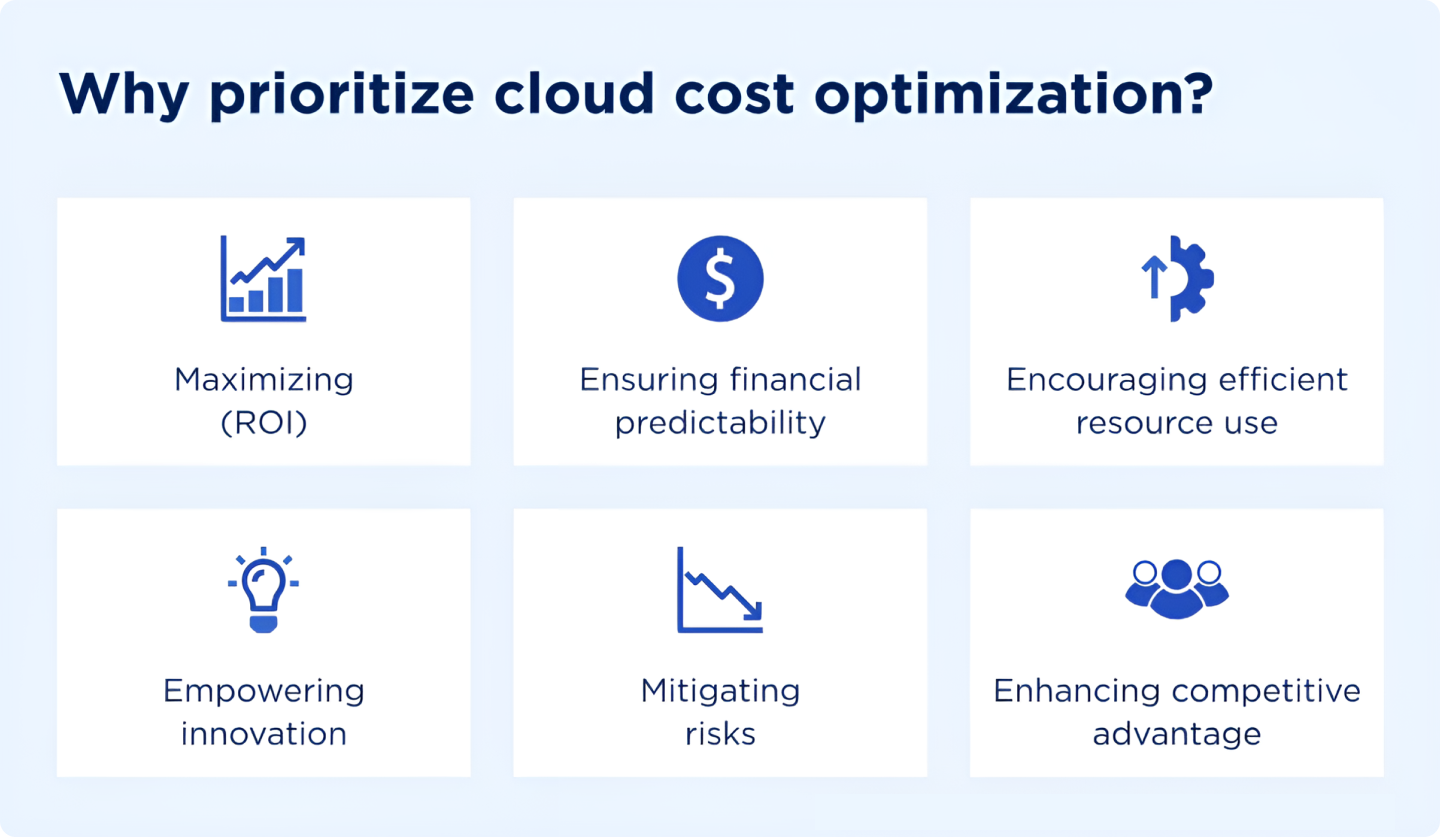 Why prioritize cloud cost optimization?
Maximizing
(ROI)
Ensuring financial
predictability
Encouraging efficient
resource use
Empowering
innovation
Mitigating
risks
Enhancing competitive
advantage